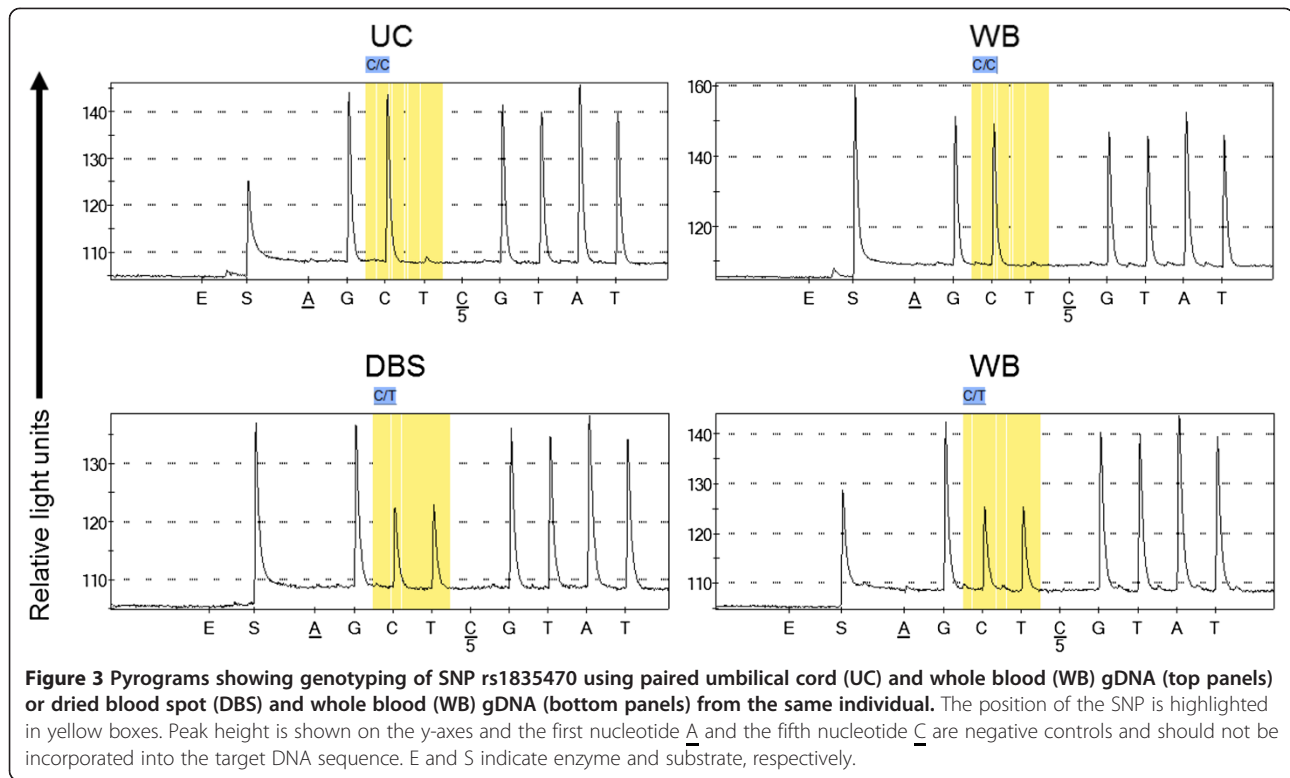 UC
C/C
140
130
120
110
E S A G C T C G T A T
5
WB
C/C
160
140
120
E S A G C T C G T A T
5
DBS
C/T
130
120
110
E S A G C T C G T A T
5
WB
C/T
140
130
120
110
E S A G C T C G T A T
5
Relative light units
Figure 3 Pyrograms showing genotyping of SNP rs1835470 using paired umbilical cord (UC) and whole blood (WB) gDNA (top panels)
or dried blood spot (DBS) and whole blood (WB) gDNA (bottom panels) from the same individual. The position of the SNP is highlighted
in yellow boxes. Peak height is shown on the y-axes and the first nucleotide A and the fifth nucleotide C are negative controls and should not be
incorporated into the target DNA sequence. E and S indicate enzyme and substrate, respectively.